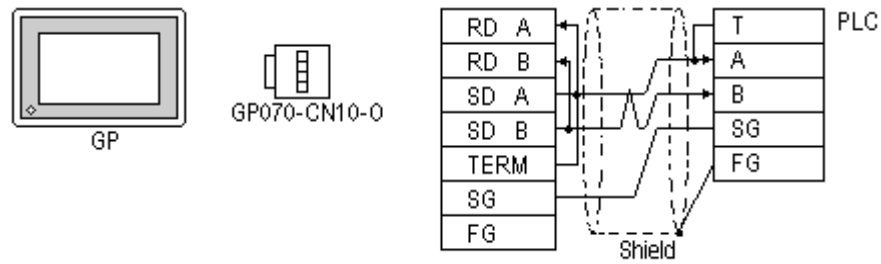 GP
GP070-CN10-O
RD A
RD B
SD A
SD B
TERM
SG
FG
Shield
T
A
B
SG
FG
PLC